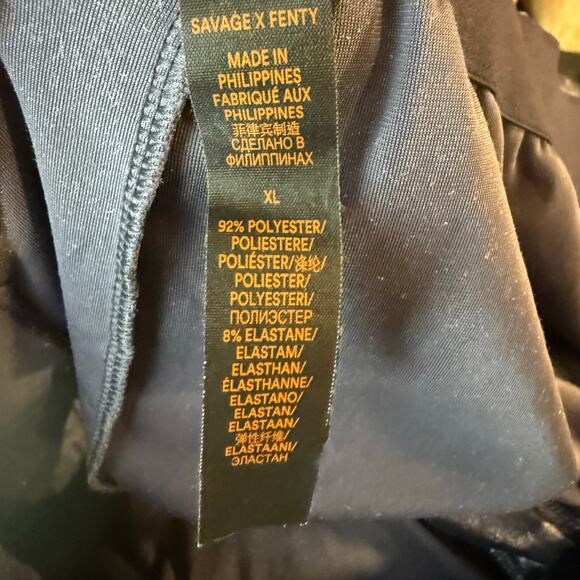 SAVAGE X FENTY
MADE IN
PHILIPPINES
FABRIQUÉ AUX
PHILIPPINES
菲律宾制造
СДЕЛАНО В
ФИЛИППИНАХ
XL
92% POLYESTER/
POLIESTERE/
POLIÉSTER/涤纶/
POLIESTER/
POLYESTERI/
ПОЛИЭСТЕР
8% ELASTANE/
ELASTAM/
ELASTHAN/
ÉLASTHANNE/
ELASTANO/
ELASTAN/
ELASTAAN/
弹性纤维/
ELASTAANI/
ЭЛАСТАН